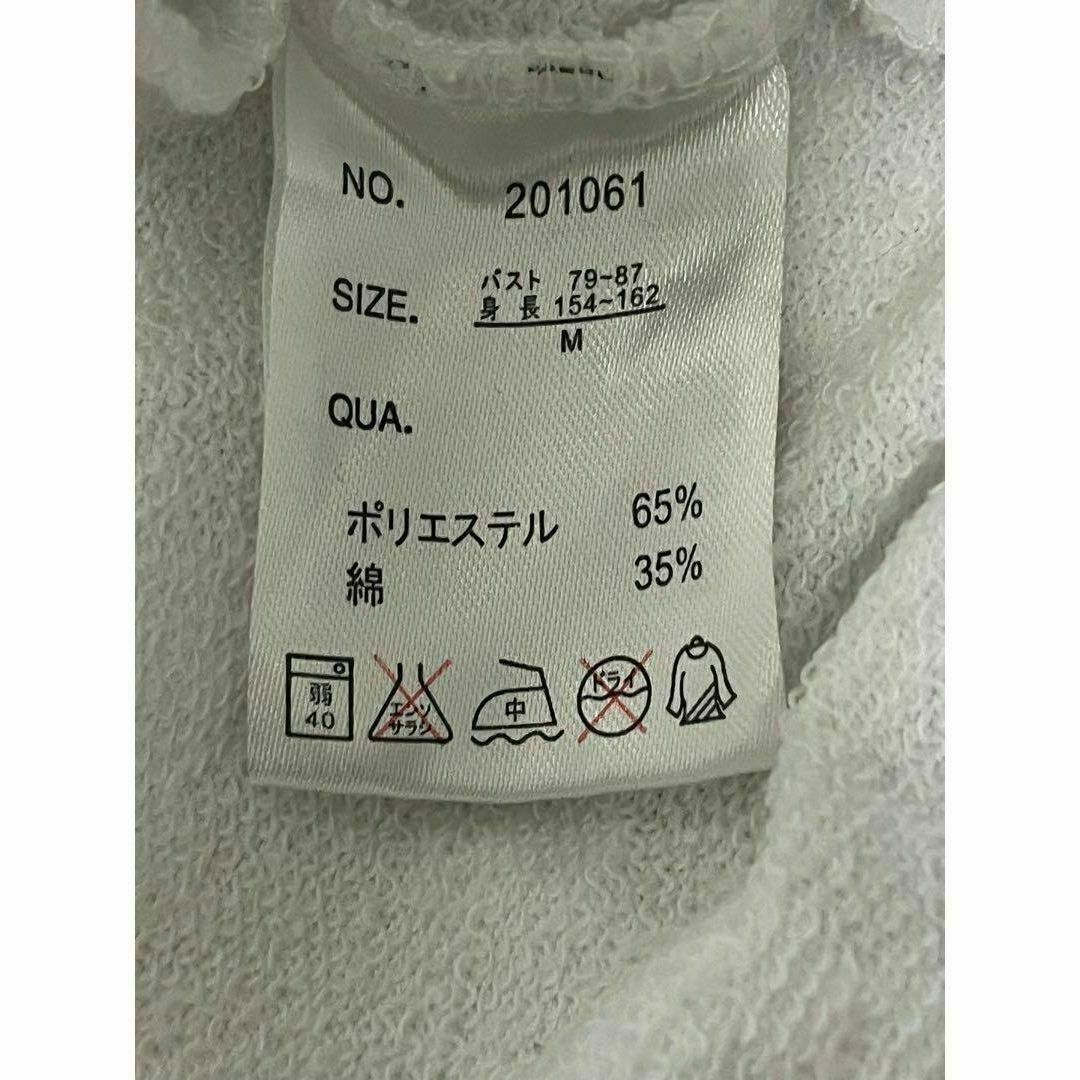 NO. 201061
SIZE. バスト 79~87
身長 154~162
M
QUA.
ポリエステル 65%
綿 35%
弱
40
エンソ
サラシ
中
ドライ